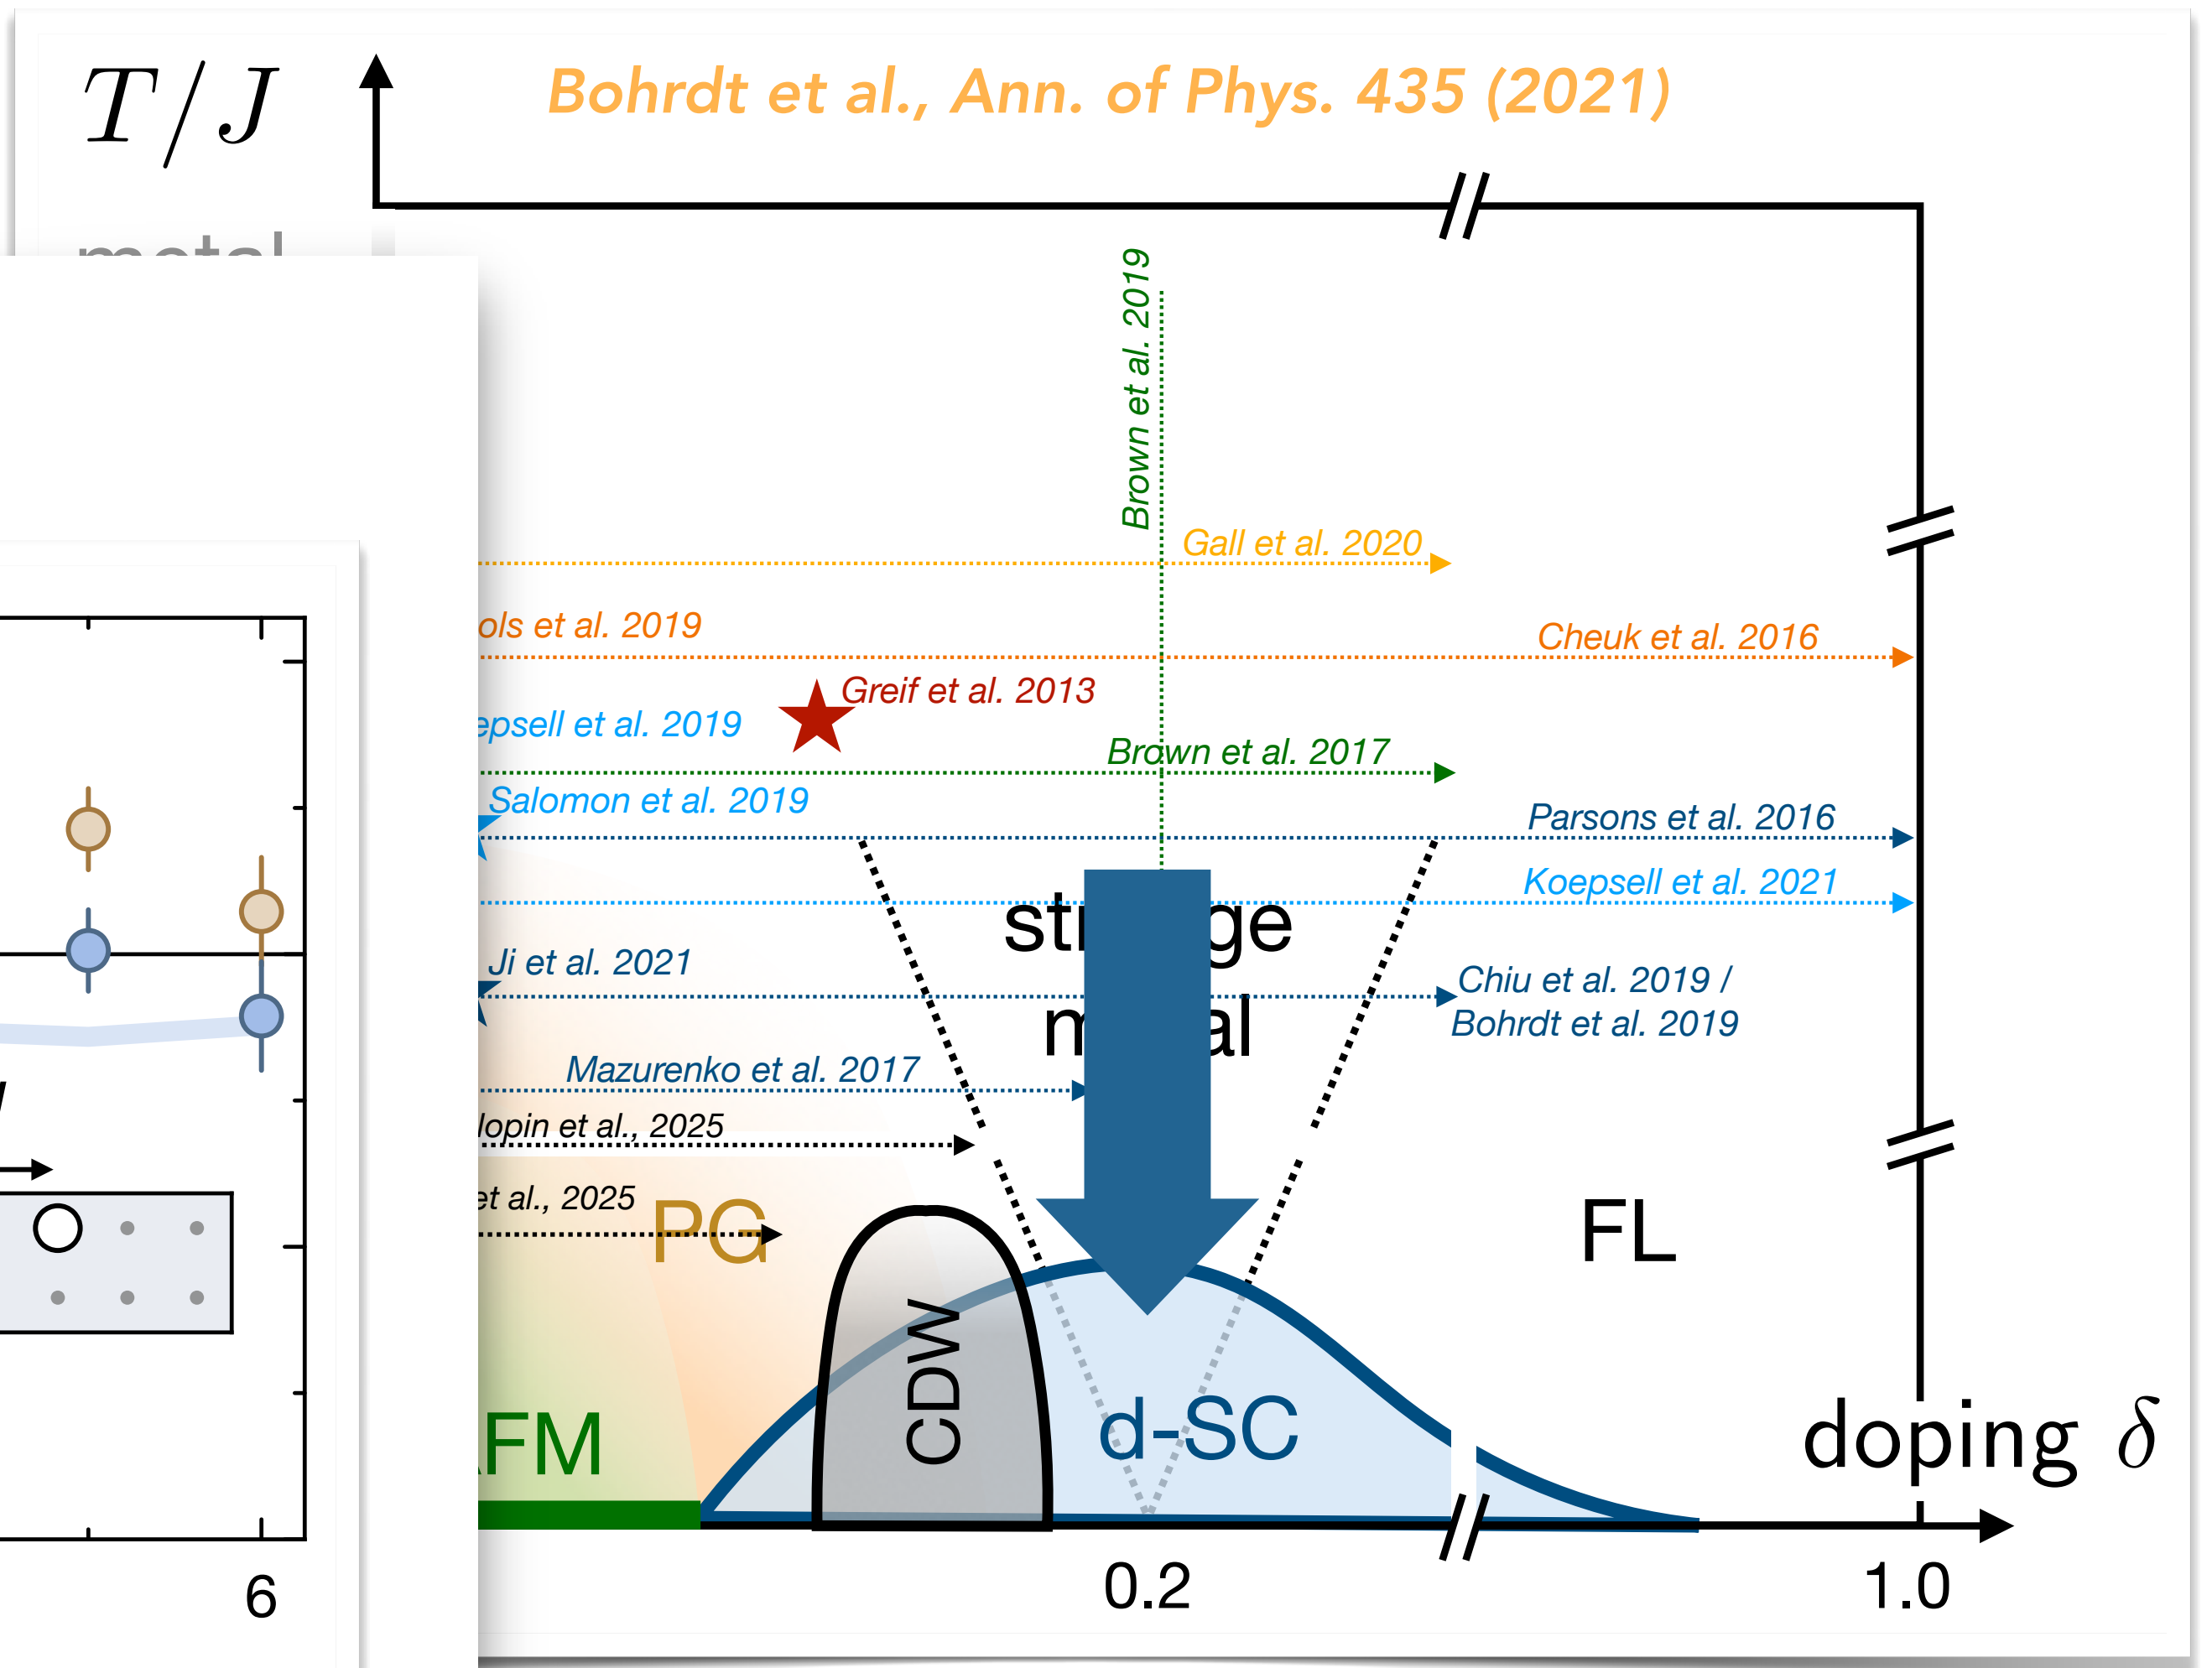 T/J
Bohrdt et al., Ann. of Phys. 435 (2021)
metal
Brown et al. 2019
Gall et al. 2020
ols et al. 2019
Cheuk et al. 2016
Greif et al. 2013
epsell et al. 2019
Brown et al. 2017
Salomon et al. 2019
Parsons et al. 2016
Koepsell et al. 2021
Ji et al. 2021
Chiu et al. 2019 /
Bohrdt et al. 2019
Mazurenko et al. 2017
lopin et al., 2025
et al., 2025
PG
FL
CDW
d-SC
FM
doping δ
0.2
1.0
6